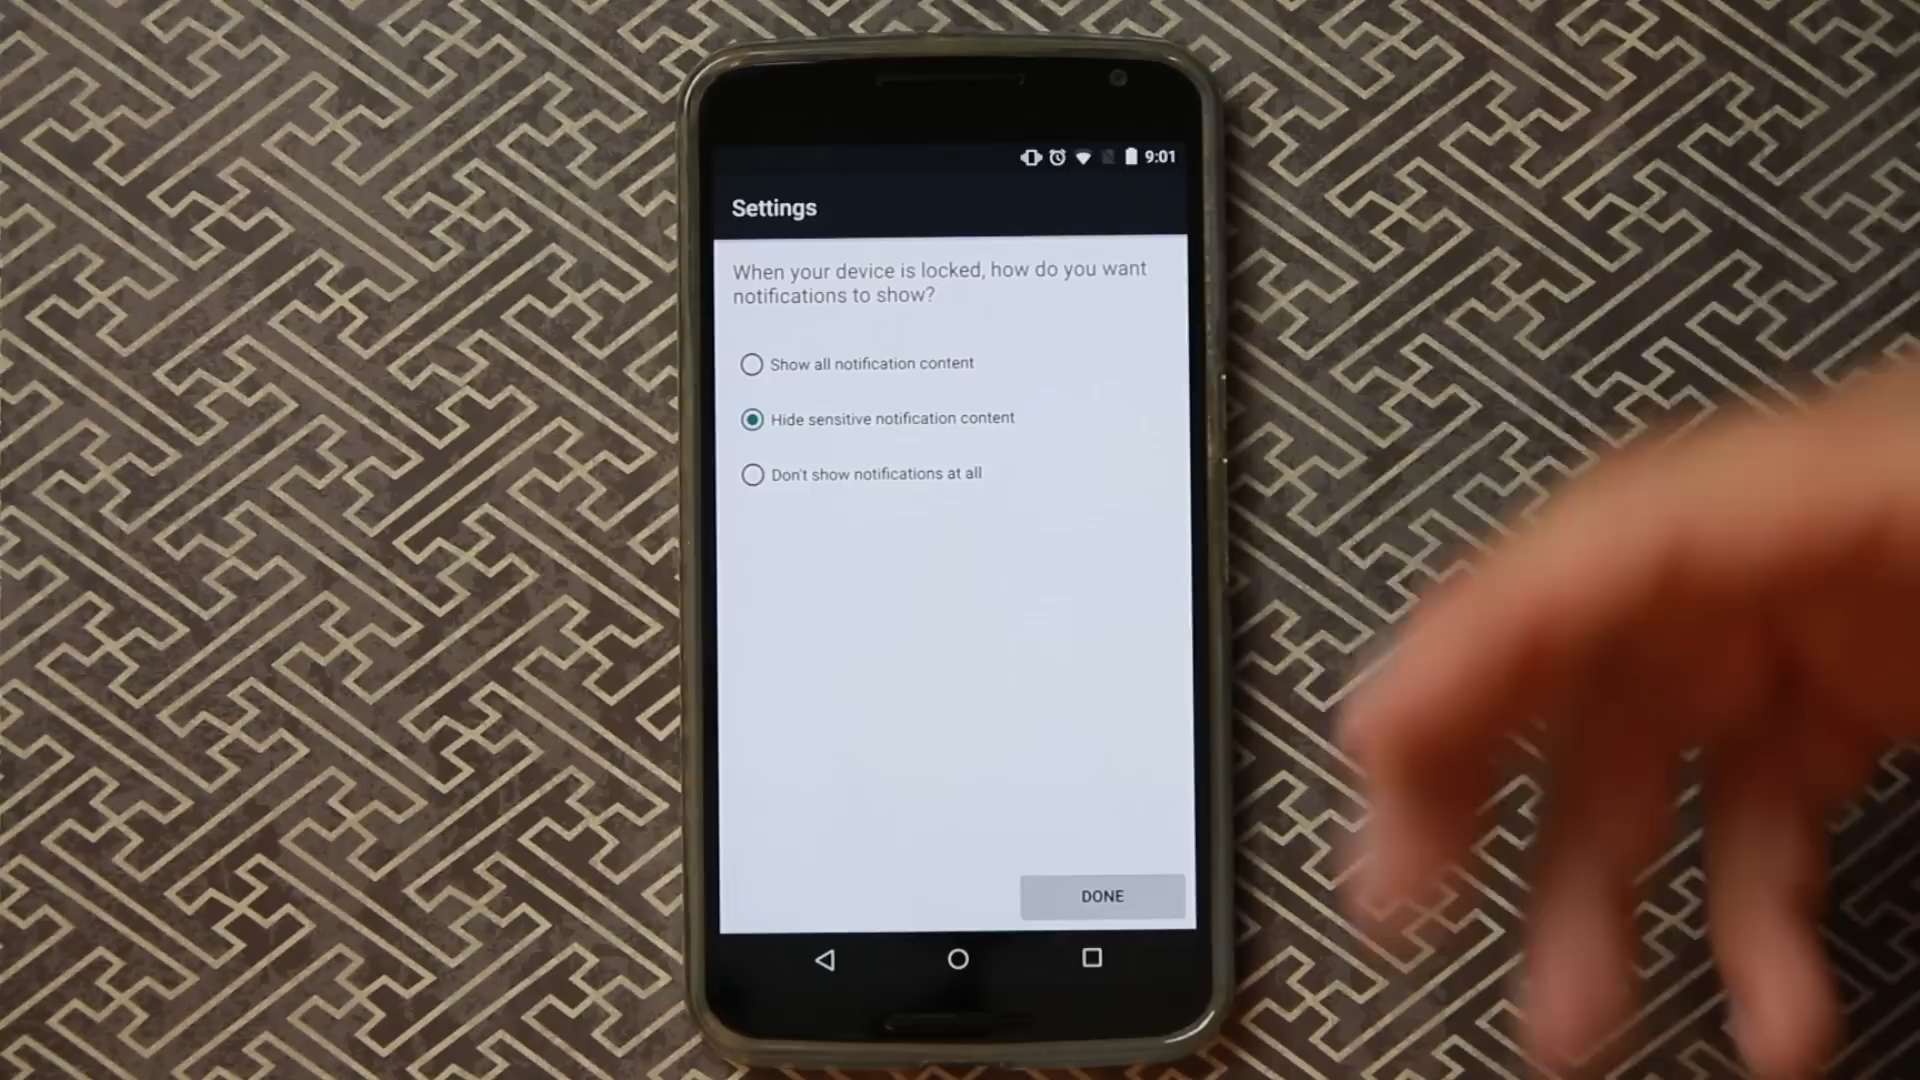 9:01
Settings
When your device is locked, how do you want
notifications to show?
Show all notification content
Hide sensitive notification content
Don't show notifications at all
DONE